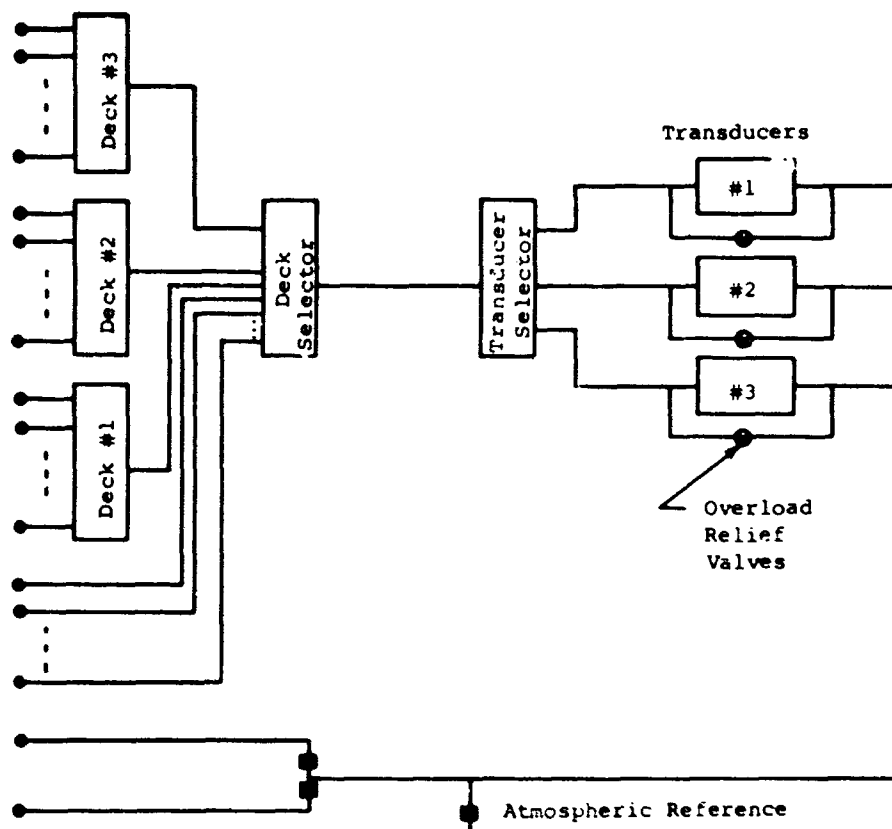 Deck #3
Transducers
#1
Deck #2
Deck
Selector
Transducer
Selector
#2
#3
Deck #1
Overload
Relief
Valves
Atmospheric Reference